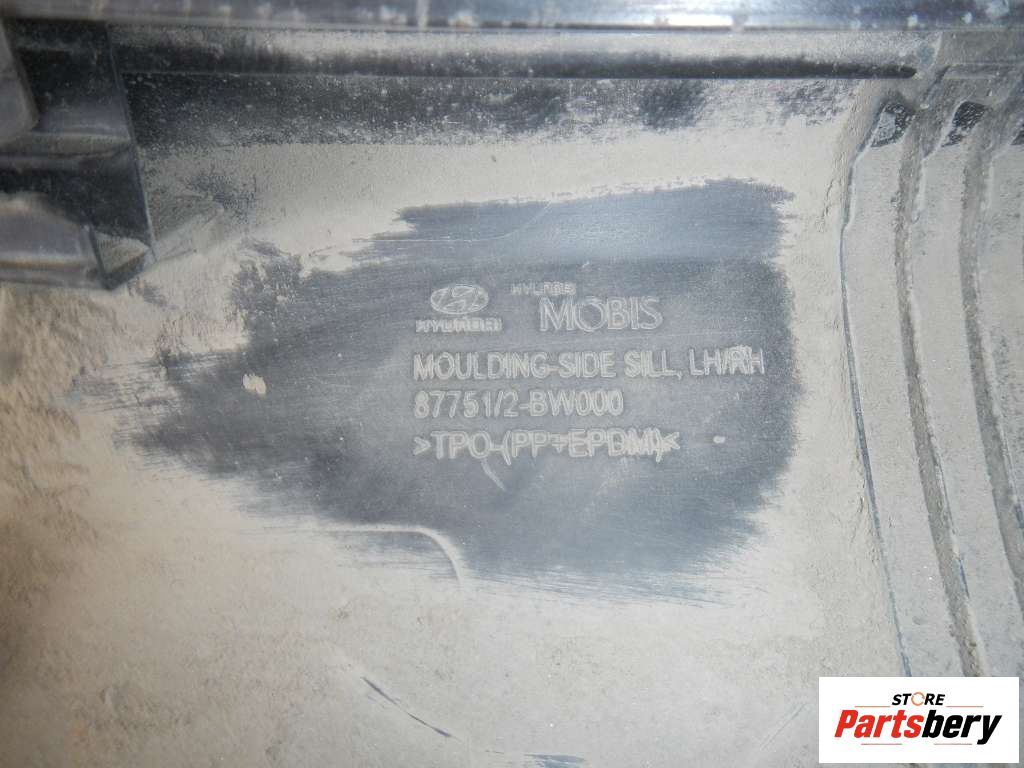 HYUNDAI
HYUNDAI
MOBIS
MOULDING-SIDE SILL, LH/RH
87751/2-BW000
>TPO-(PP+EPDM)<
STORE
Partsbery